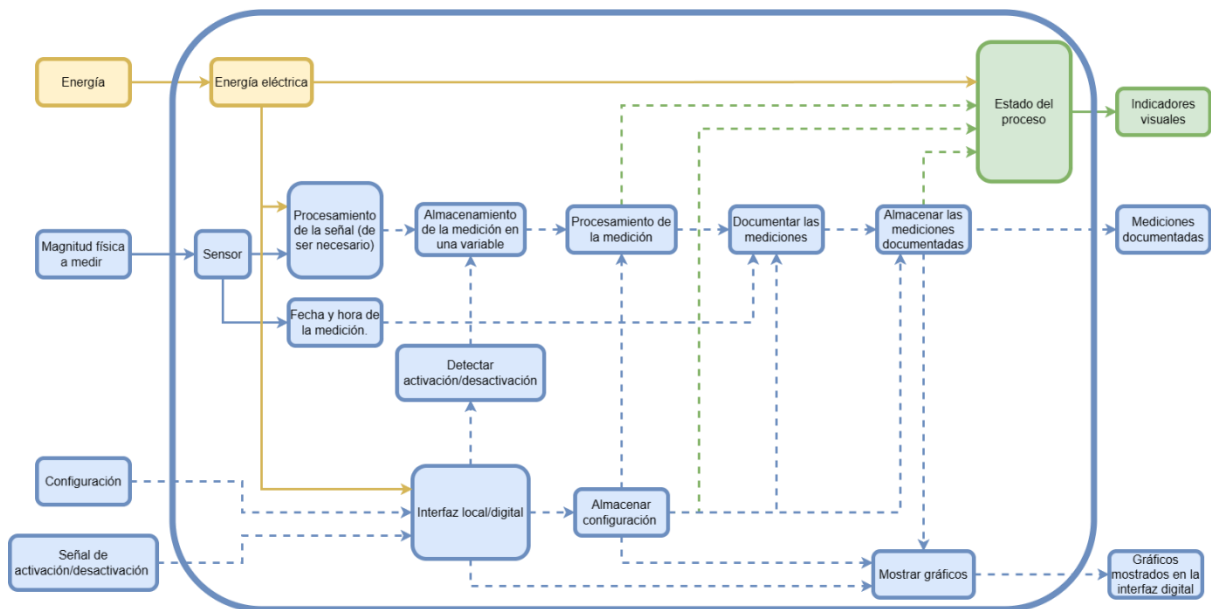 Energía
Energía eléctrica
Estado del
proceso
Indicadores
visuales
Magnitud física
a medir
Sensor
Procesamiento
de la señal (de
ser necesario)
Almacenamiento
de la medición en
una variable
Procesamiento de
la medición
Documentar las
mediciones
Almacenar las
mediciones
documentadas
Mediciones
documentadas
Fecha y hora de
la medición.
Detectar
activación/desactivación
Configuración
Interfaz local/digital
Almacenar
configuración
Señal de
activación/desactivación
Mostrar gráficos
Gráficos
mostrados en la
interfaz digital